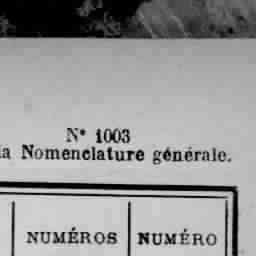 N° 1003
la Nomenclature générale.
NUMÉROS NUMÉRO